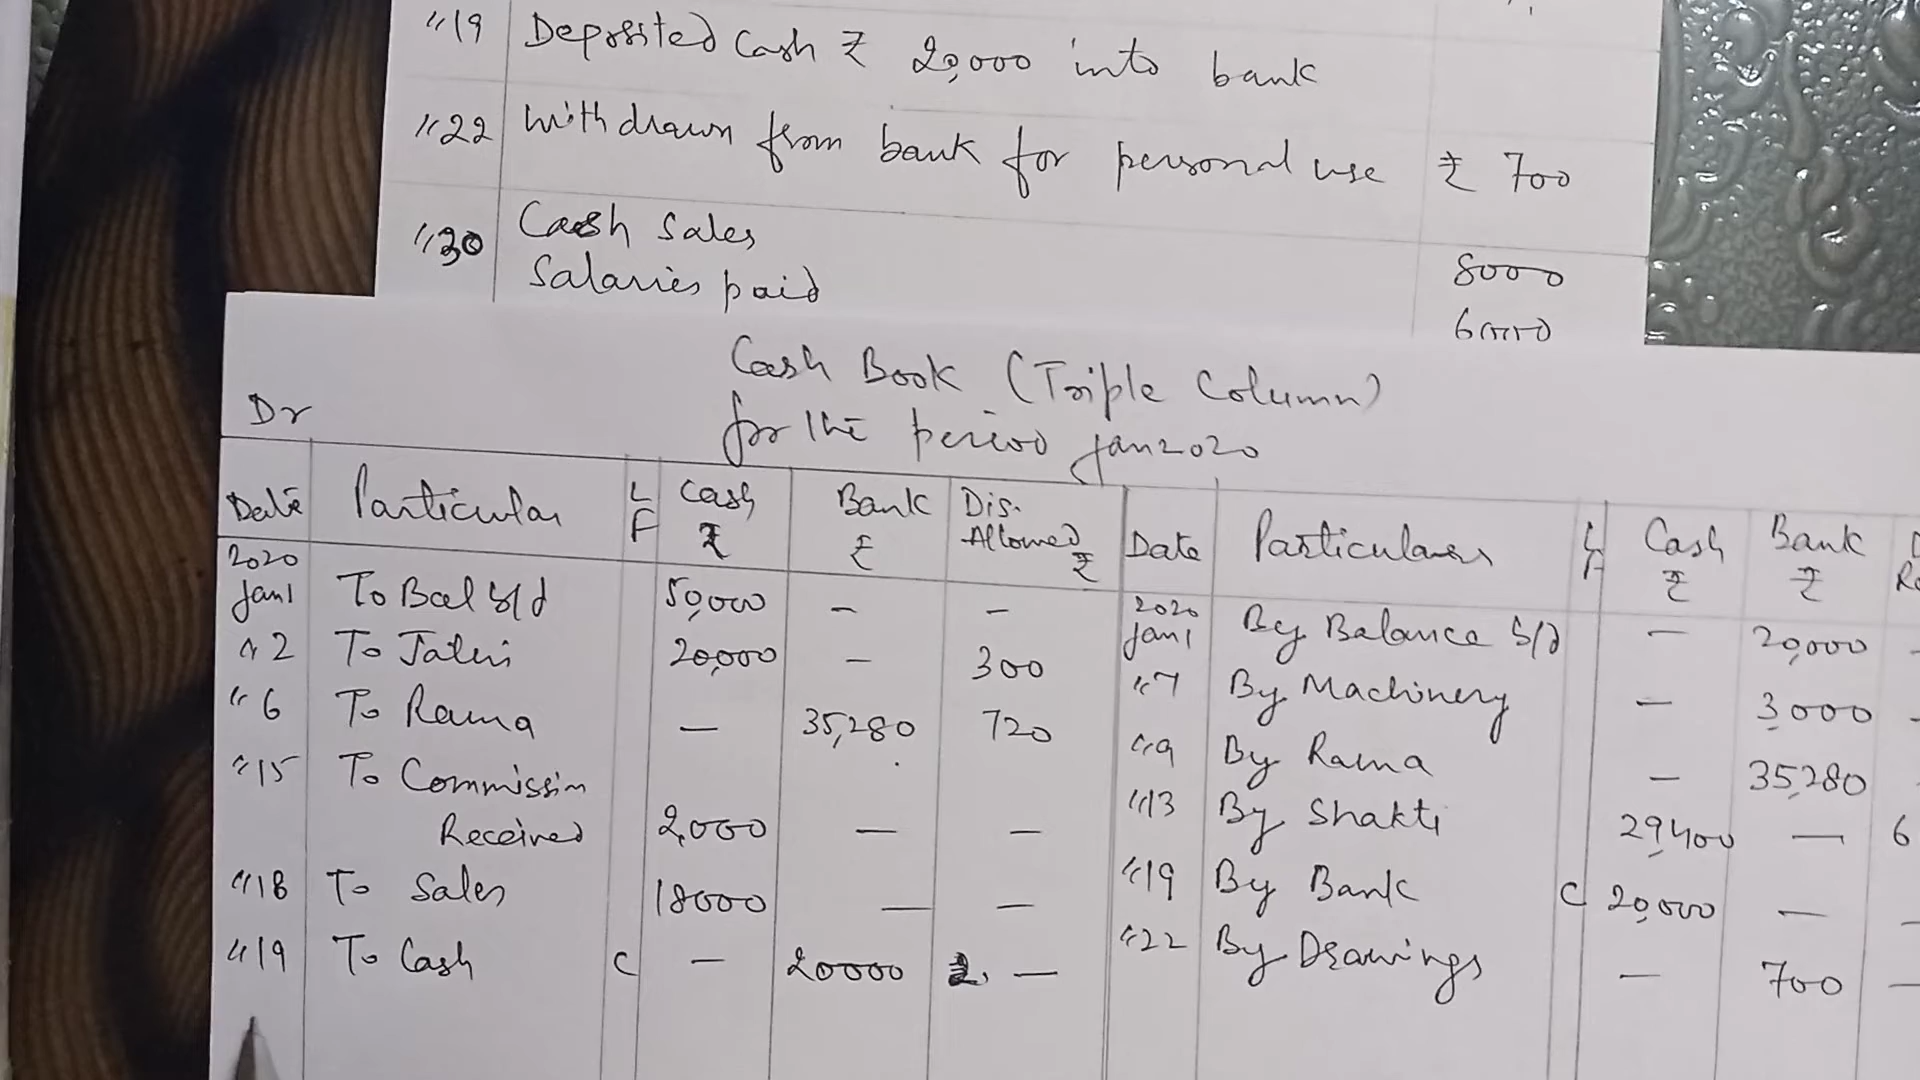 "19 Deposited Cash ₹ 20,000 into bank
"22 Withdrawn from bank for personal use ₹ 700
"30 Cash Sales 8000
Salaries paid 6000
Cash Book (Triple Column)
for the period Jan 2020
Dr
Date Particular L F Cash ₹ Bank ₹ Dis. Allowed ₹ Date Particulars L F Cash ₹ Bank ₹
2020 2020
Jan 1 To Bal b/d 50,000 — — Jan 1 By Balance b/d — 20,000 -
"2 To 20,000 — 300 "7 By Machinery — 3000 -
"6 To Rama — 35,280 720 "9 By Rama — 35,280
"15 To Commission "13 By Shakti 29,400 — 6
Received 2,000 — —
"18 To Sales 18000 — — "19 By Bank C 20,000 — -
"19 To Cash C — 20000 — "22 By Drawings — 700 —